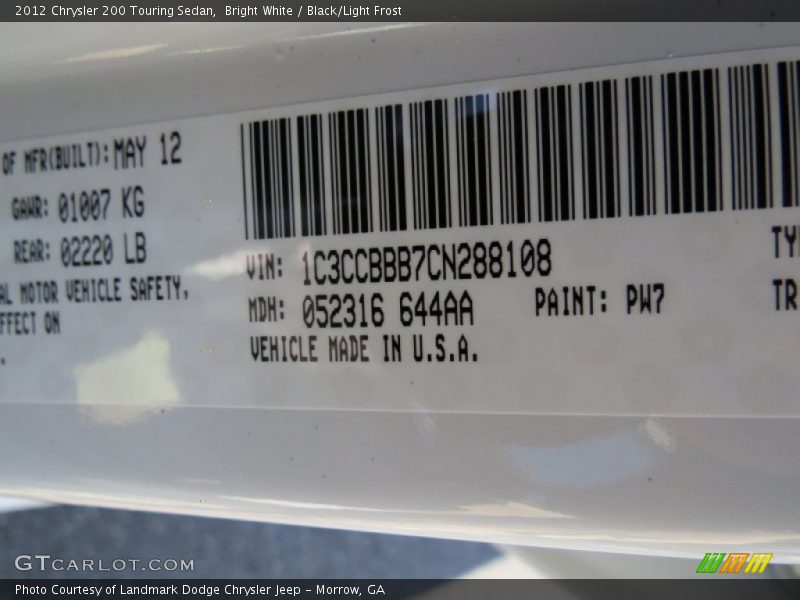 2012 Chrysler 200 Touring Sedan,  Bright White / Black/Light Frost
OF MFR(BUILT): MAY 12
GAWR: 01007 KG
REAR: 02220 LB
AL MOTOR VEHICLE SAFETY,
FFECT ON
VIN: 1C3CCBBB7CN288108
MDH: 052316 644AA PAINT: PW7
VEHICLE MADE IN U.S.A.
TY
TR
GTCARLOT.COM
Photo Courtesy of Landmark Dodge Chrysler Jeep - Morrow, GA